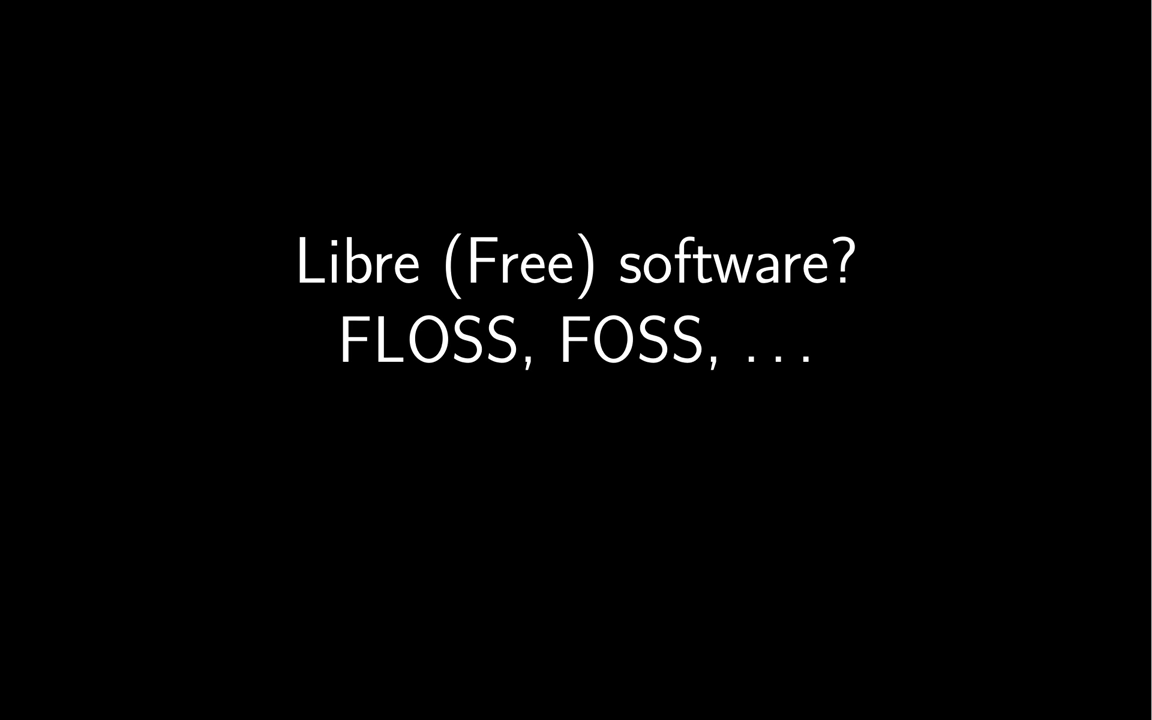 Libre (Free) software?
FLOSS, FOSS, . . .